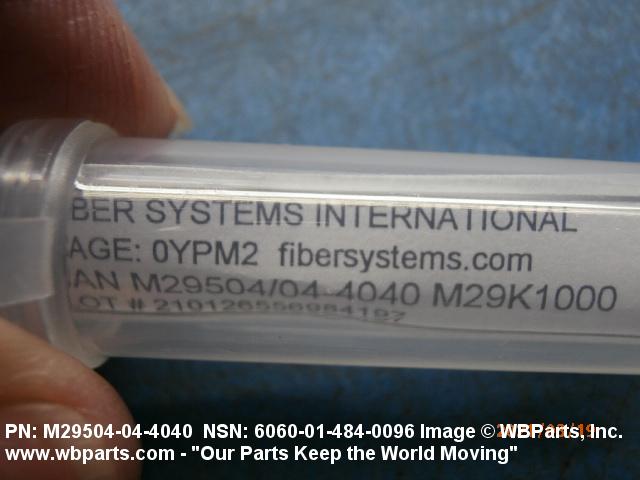 BER SYSTEMS INTERNATIONAL
AGE: 0YPM2 fibersystems.com
AN M29504/04-4040 M29K1000
LOT #
PN: M29504-04-4040 NSN: 6060-01-484-0096 Image © WBParts, Inc.
www.wbparts.com - "Our Parts Keep the World Moving"